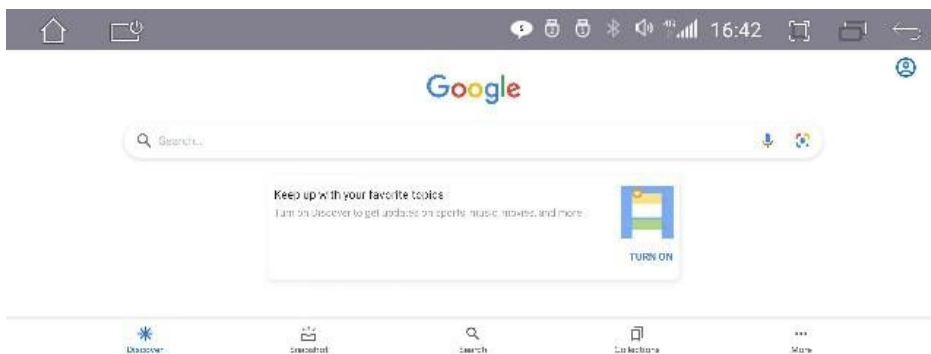 16:42
Google
Search...
Keep up with your favorite topics
Turn on Discover to get updates on sports, music, movies, and more.
TURN ON
Discover
Snapshot
Search
Collections
More